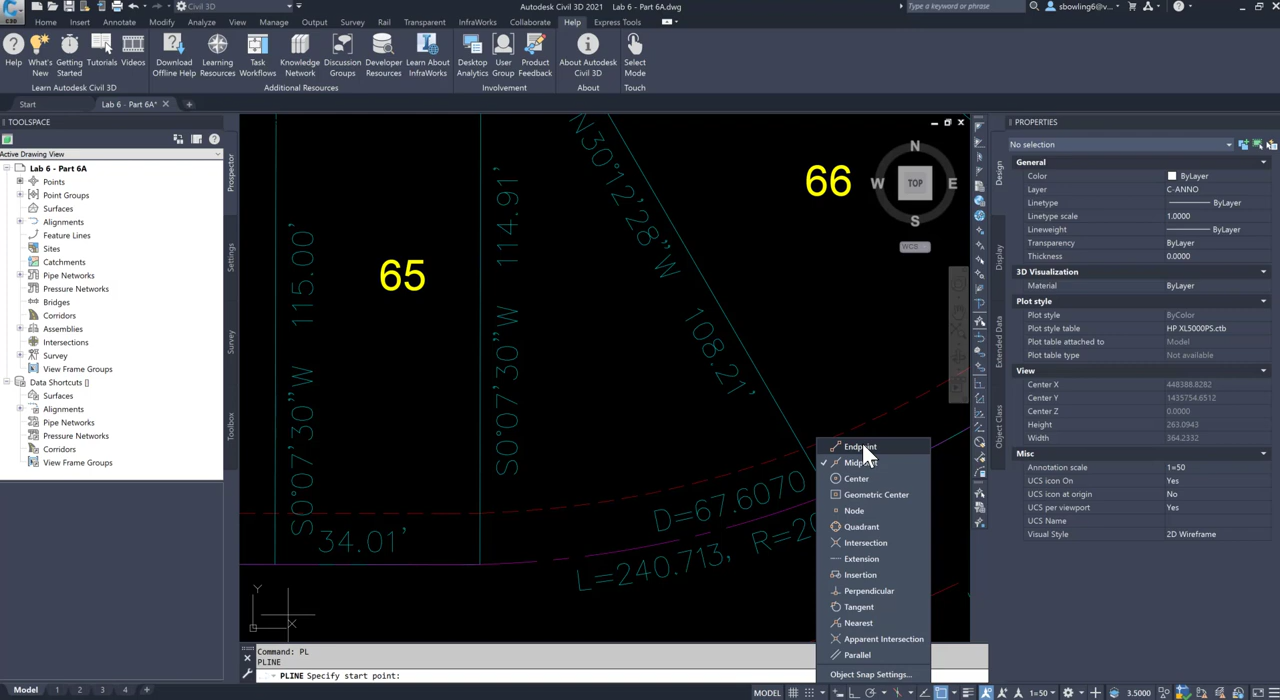 Civil 3D
Autodesk Civil 3D 2021 Lab 6 - Part 6A.dwg
Type a keyword or phrase
sbowling6@v...
C3D
Home Insert Annotate Modify Analyze View Manage Output Survey Rail Transparent InfraWorks Collaborate Help Express Tools
Help What's New Getting Started Tutorials Videos Download Offline Help Learning Resources Task Workflows Knowledge Network Discussion Groups Developer Resources Learn About InfraWorks Desktop Analytics User Group Product Feedback About Autodesk Civil 3D Select Mode
Learn Autodesk Civil 3D Additional Resources Involvement About Touch
Start Lab 6 - Part 6A*
TOOLSPACE
Active Drawing View
Lab 6 - Part 6A
Points
Point Groups
Surfaces
Alignments
Feature Lines
Sites
Catchments
Pipe Networks
Pressure Networks
Bridges
Corridors
Assemblies
Intersections
Survey
View Frame Groups
Data Shortcuts []
Surfaces
Alignments
Pipe Networks
Pressure Networks
Corridors
View Frame Groups
Prospector
Settings
Survey
Toolbox
65
66
S0°07'30"W 115.00'
S0°07'30"W 114.91'
N30°12'28"W 108.21'
34.01'
D=67.6070
L=240.713, R=20
N
W TOP E
S
WCS
Y
X
Endpoint
Midpoint
Center
Geometric Center
Node
Quadrant
Intersection
Extension
Insertion
Perpendicular
Tangent
Nearest
Apparent Intersection
Parallel
Object Snap Settings...
Command: PL
PLINE
PLINE Specify start point:
PROPERTIES
No selection
Design
Display
Extended Data
Object Class
General
Color ByLayer
Layer C-ANNO
Linetype ByLayer
Linetype scale 1.0000
Lineweight ByLayer
Transparency ByLayer
Thickness 0.0000
3D Visualization
Material ByLayer
Plot style
Plot style ByColor
Plot style table HP XL5000PS.ctb
Plot table attached to Model
Plot table type Not available
View
Center X 448388.8282
Center Y 1435754.6512
Center Z 0.0000
Height 263.0943
Width 364.2332
Misc
Annotation scale 1=50
UCS icon On Yes
UCS icon at origin No
UCS per viewport Yes
UCS Name
Visual Style 2D Wireframe
Model 1 2 3 4 +
MODEL 1=50 3.5000